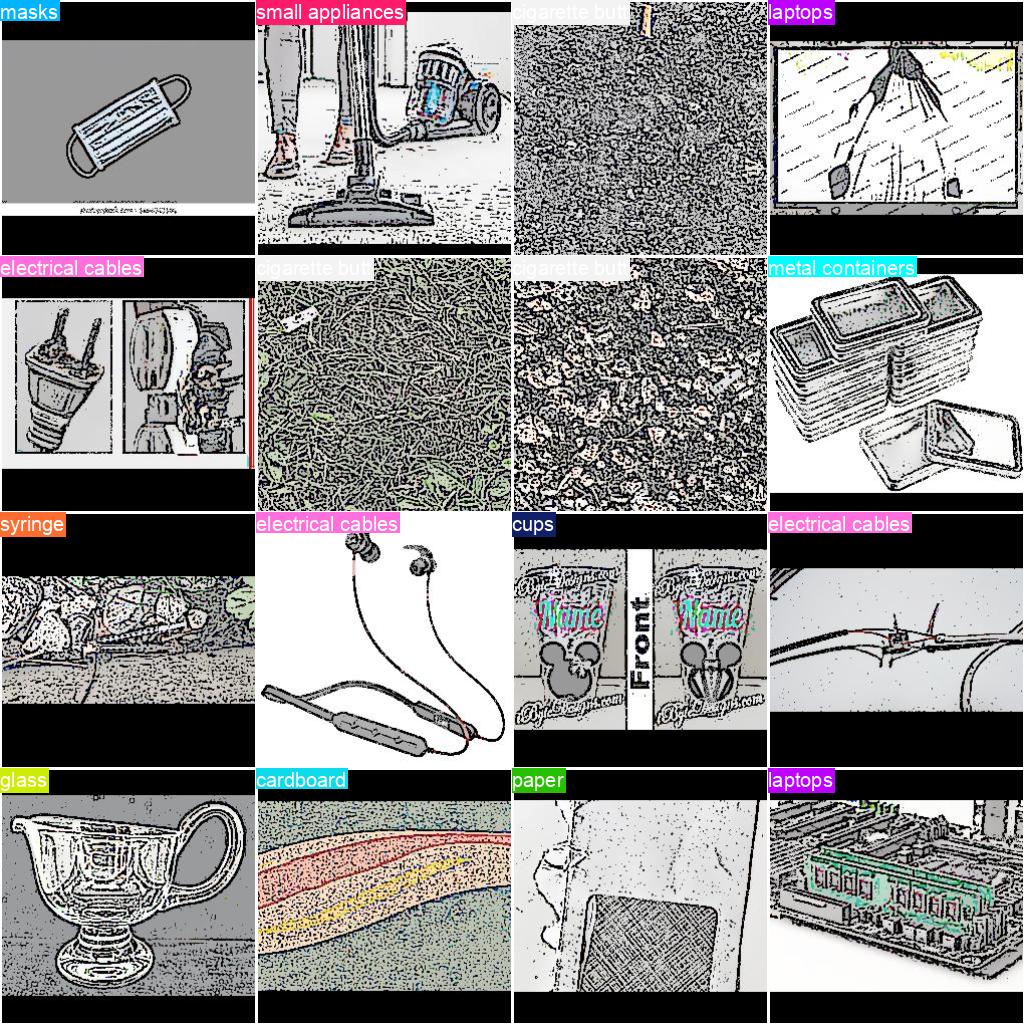 masks
small appliances
cigarette butt
laptops
electrical cables
cigarette butt
cigarette butt
metal containers
syringe
electrical cables
cups
electrical cables
Name
Front
Name
glass
cardboard
paper
laptops